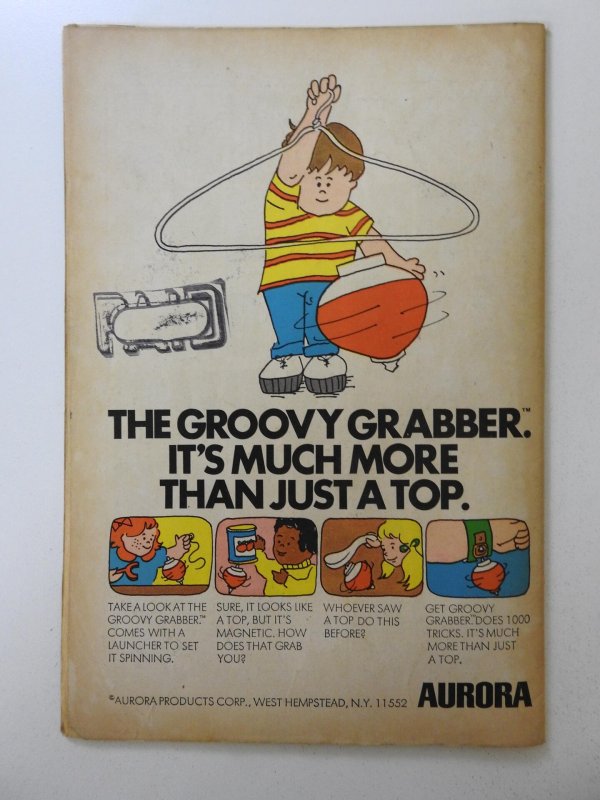 THE GROOVY GRABBER.™
IT'S MUCH MORE
THAN JUST A TOP.
TAKE A LOOK AT THE
GROOVY GRABBER.™
COMES WITH A
LAUNCHER TO SET
IT SPINNING.
SURE, IT LOOKS LIKE
A TOP, BUT IT'S
MAGNETIC. HOW
DOES THAT GRAB
YOU?
WHOEVER SAW
A TOP DO THIS
BEFORE?
GET GROOVY
GRABBER.™ DOES 1000
TRICKS. IT'S MUCH
MORE THAN JUST
A TOP.
©AURORA PRODUCTS CORP., WEST HEMPSTEAD, N.Y. 11552
AURORA